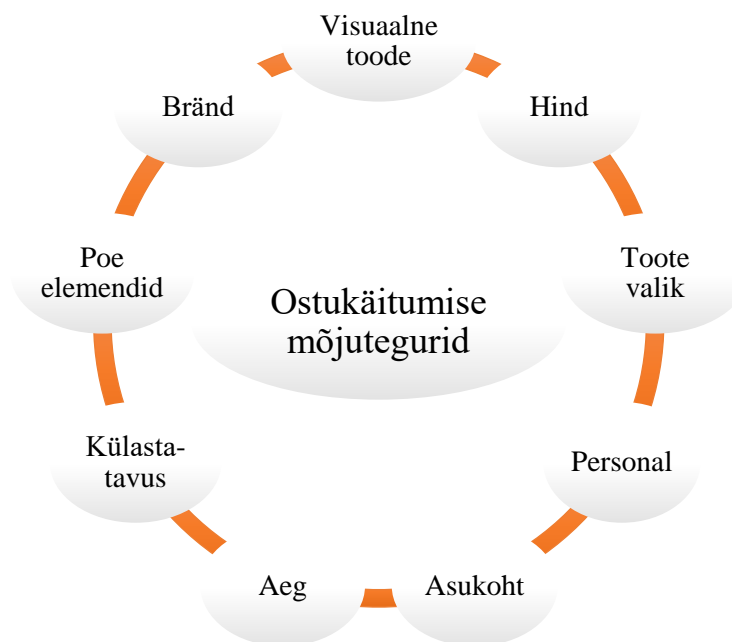 Visuaalne
toode
Hind
Toote
valik
Personal
Asukoht
Aeg
Külasta-
tavus
Poe
elemendid
Bränd
Ostukäitumise
mõjutegurid